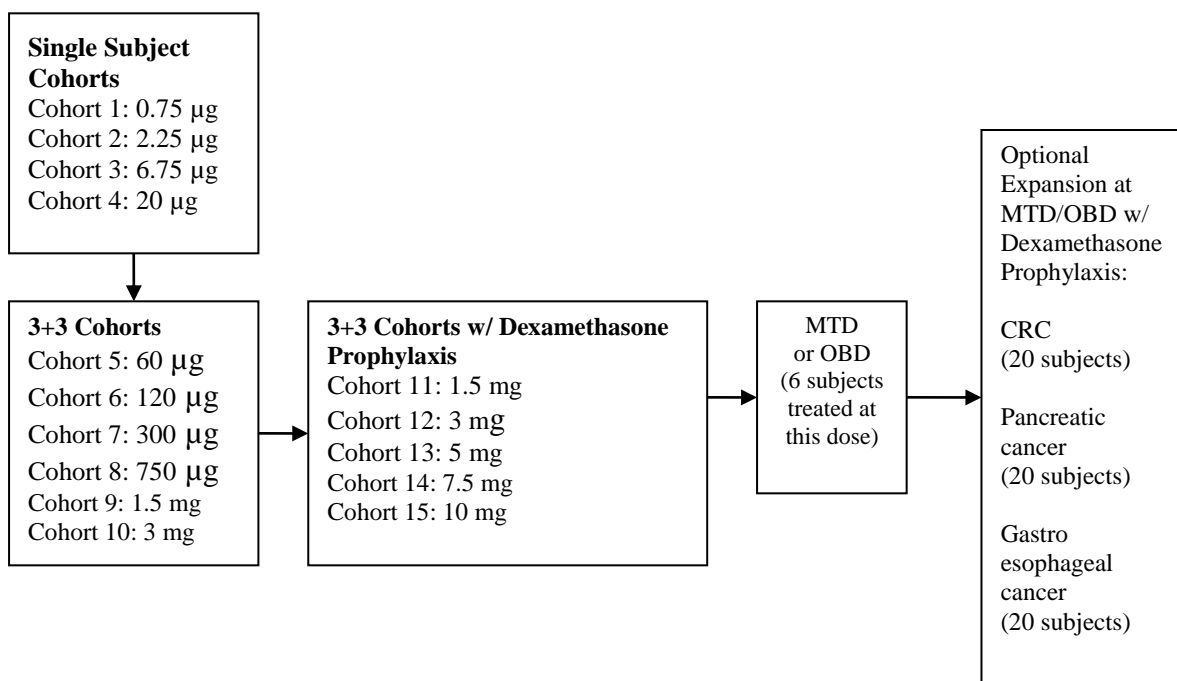 Single Subject
Cohorts
Cohort 1: 0.75 µg
Cohort 2: 2.25 µg
Cohort 3: 6.75 µg
Cohort 4: 20 µg
3+3 Cohorts
Cohort 5: 60 µg
Cohort 6: 120 µg
Cohort 7: 300 µg
Cohort 8: 750 µg
Cohort 9: 1.5 mg
Cohort 10: 3 mg
3+3 Cohorts w/ Dexamethasone
Prophylaxis
Cohort 11: 1.5 mg
Cohort 12: 3 mg
Cohort 13: 5 mg
Cohort 14: 7.5 mg
Cohort 15: 10 mg
MTD
or OBD
(6 subjects
treated at
this dose)
Optional
Expansion at
MTD/OBD w/
Dexamethasone
Prophylaxis:
CRC
(20 subjects)
Pancreatic
cancer
(20 subjects)
Gastro
esophageal
cancer
(20 subjects)